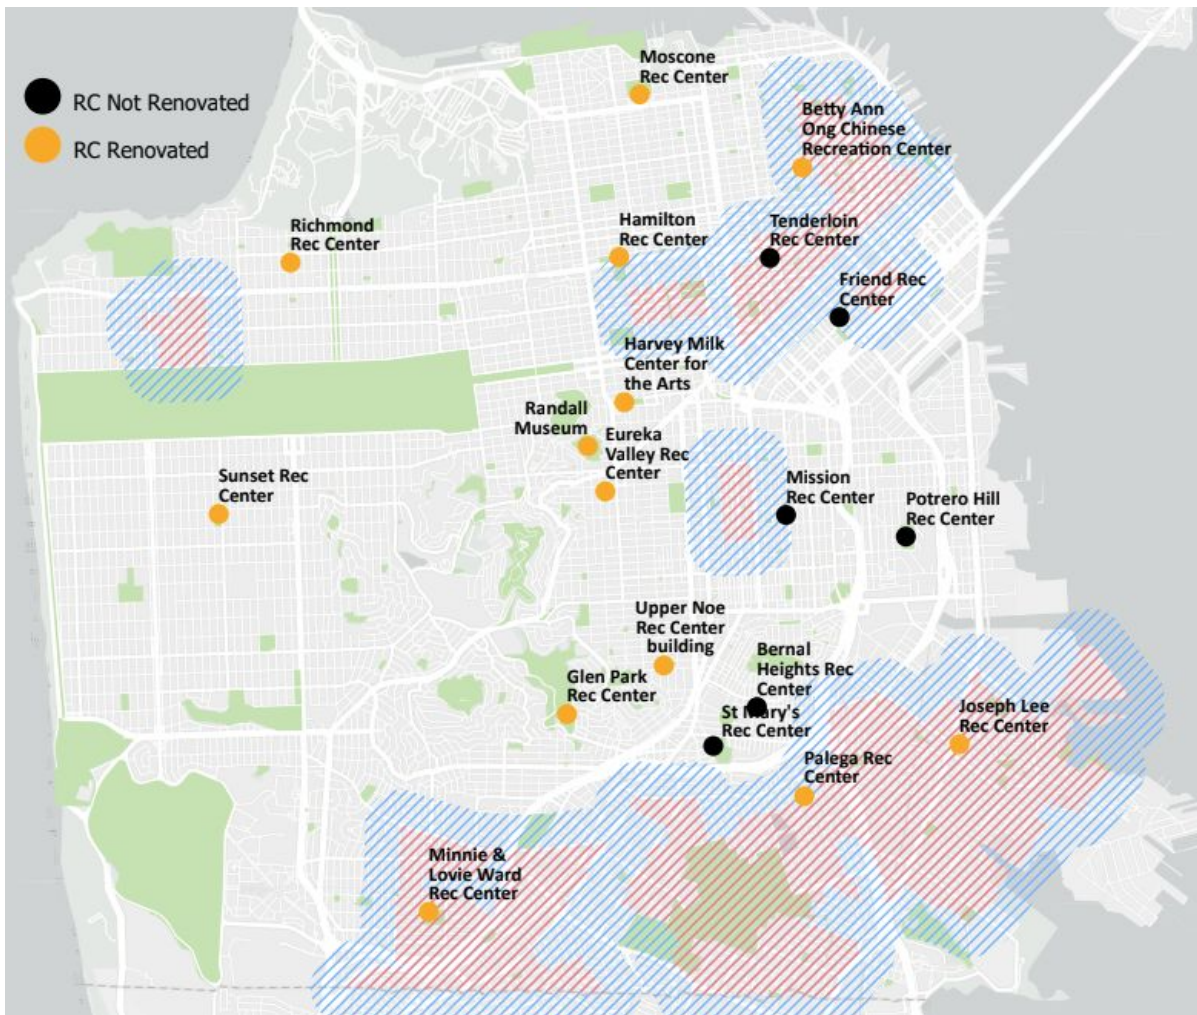 RC Not Renovated
RC Renovated
Moscone
Rec Center
Betty Ann
Ong Chinese
Recreation Center
Richmond
Rec Center
Hamilton
Rec Center
Tenderloin
Rec Center
Friend Rec
Center
Harvey Milk
Center for
the Arts
Randall
Museum
Eureka
Valley Rec
Center
Sunset Rec
Center
Mission
Rec Center
Potrero Hill
Rec Center
Upper Noe
Rec Center
building
Bernal
Heights Rec
Center
Glen Park
Rec Center
St Mary's
Rec Center
Joseph Lee
Rec Center
Palega Rec
Center
Minnie &
Lovie Ward
Rec Center